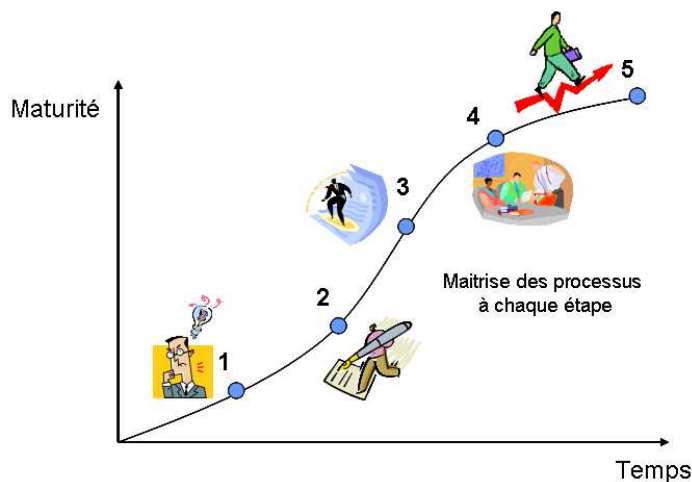 5
Maturité
4
3
Maitrise des processus
à chaque étape
2
1
Temps